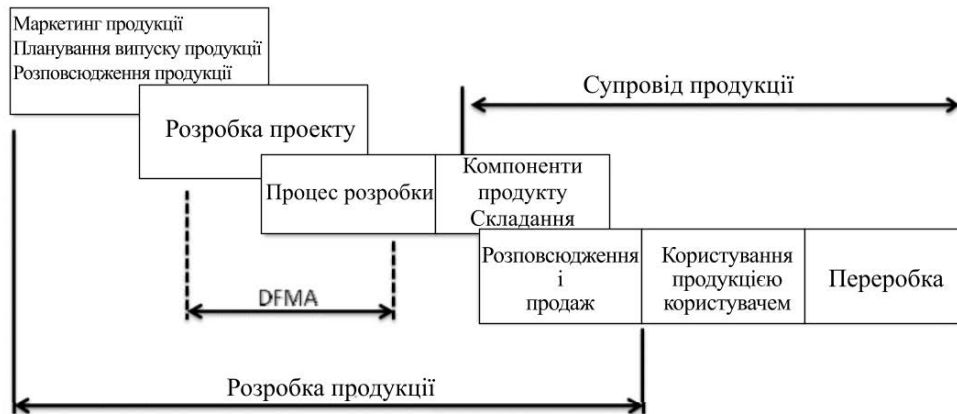 Маркетинг продукції
Планування випуску продукції
Розповсюдження продукції
Супровід продукції
Розробка проекту
Процес розробки
Компоненти
продукту
Складання
Розповсюдження
і
продаж
Користування
продукцією
користувачем
Переробка
DFMA
Розробка продукції